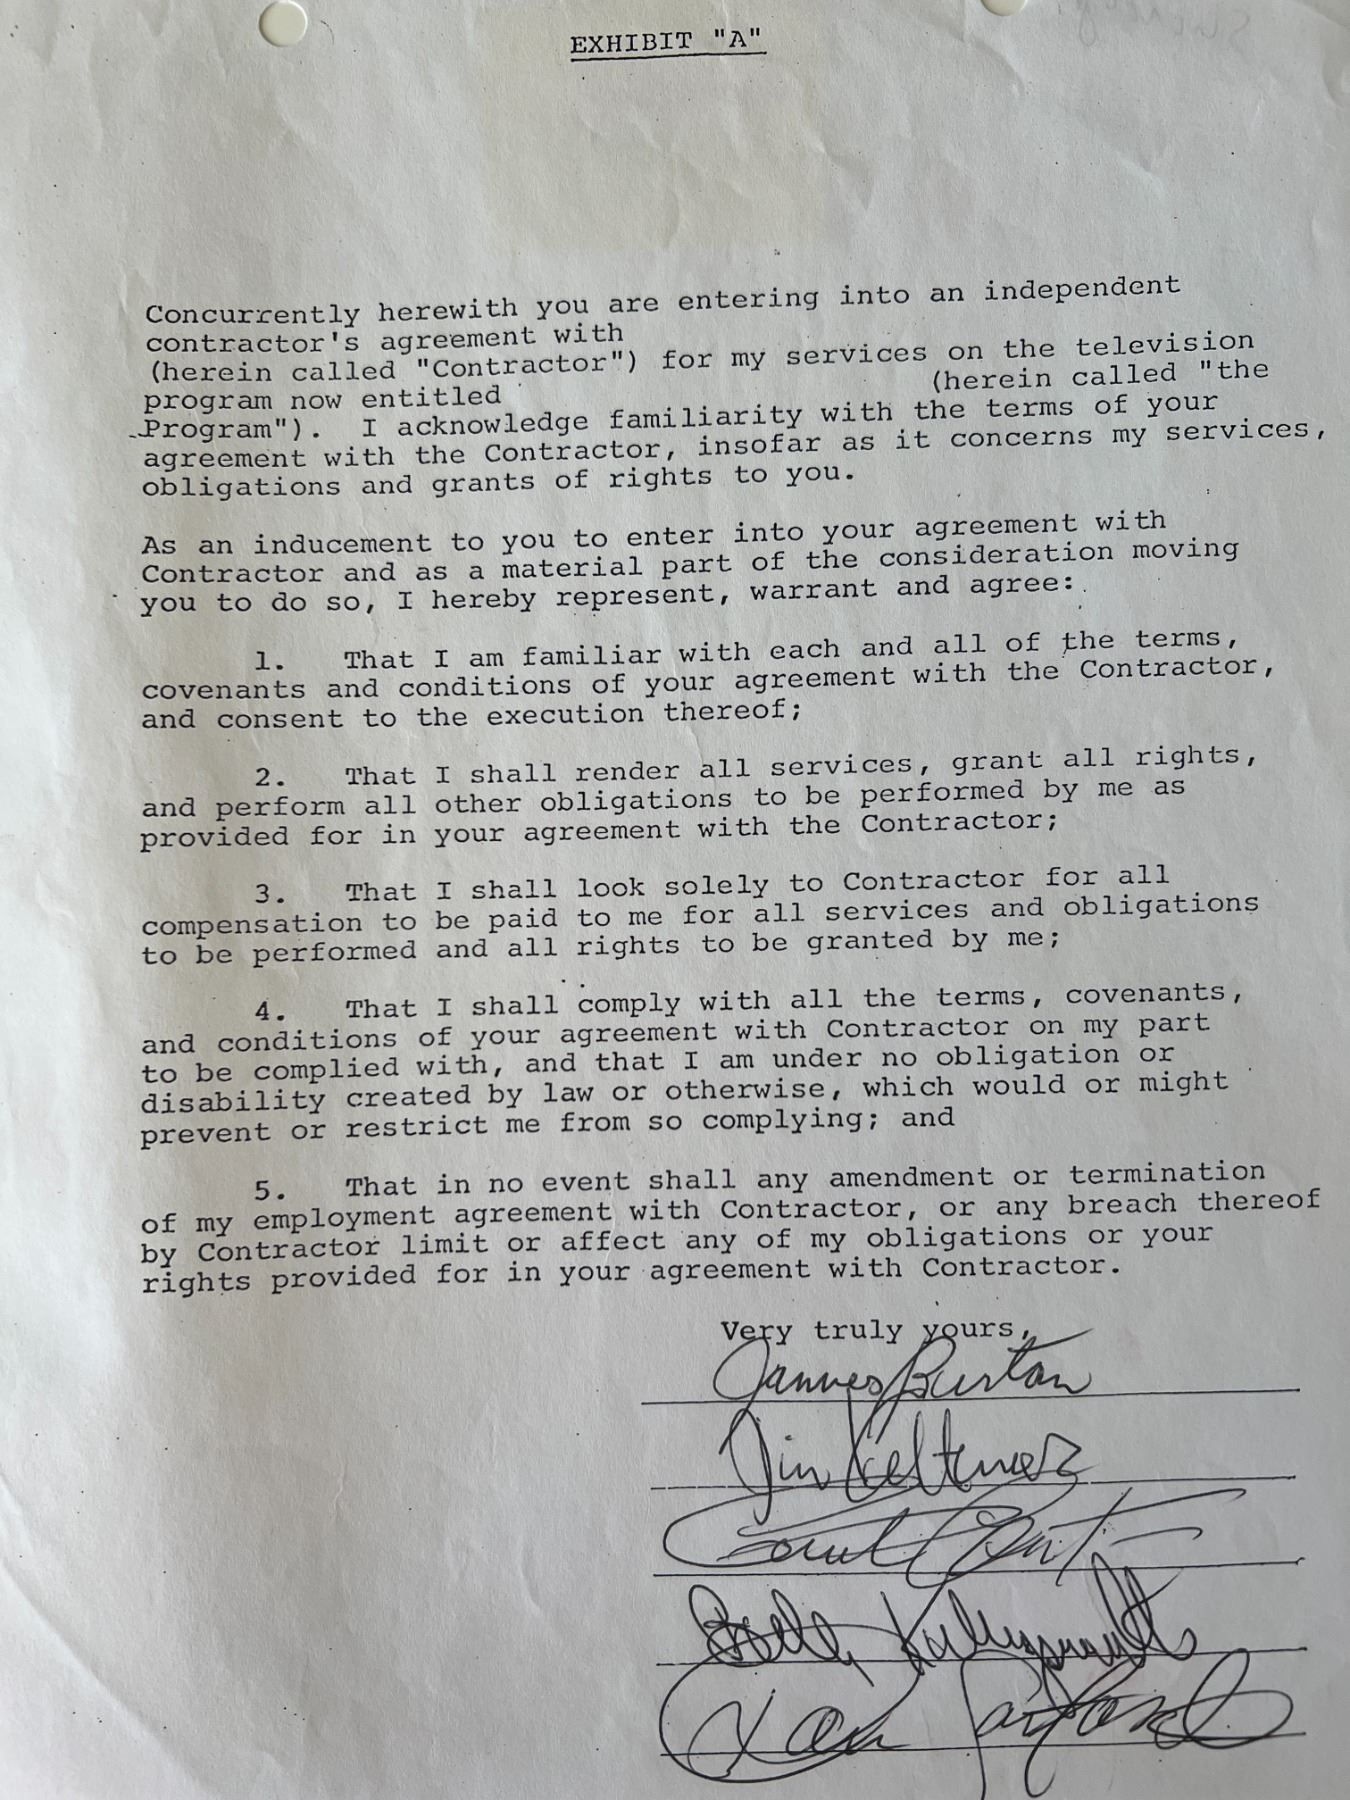 EXHIBIT "A"
Concurrently herewith you are entering into an independent
contractor's agreement with
(herein called "Contractor") for my services on the television
program now entitled (herein called "the
Program"). I acknowledge familiarity with the terms of your
agreement with the Contractor, insofar as it concerns my services,
obligations and grants of rights to you.
As an inducement to you to enter into your agreement with
Contractor and as a material part of the consideration moving
you to do so, I hereby represent, warrant and agree:
1. That I am familiar with each and all of the terms,
covenants and conditions of your agreement with the Contractor,
and consent to the execution thereof;
2. That I shall render all services, grant all rights,
and perform all other obligations to be performed by me as
provided for in your agreement with the Contractor;
3. That I shall look solely to Contractor for all
compensation to be paid to me for all services and obligations
to be performed and all rights to be granted by me;
4. That I shall comply with all the terms, covenants,
and conditions of your agreement with Contractor on my part
to be complied with, and that I am under no obligation or
disability created by law or otherwise, which would or might
prevent or restrict me from so complying; and
5. That in no event shall any amendment or termination
of my employment agreement with Contractor, or any breach thereof
by Contractor limit or affect any of my obligations or your
rights provided for in your agreement with Contractor.
Very truly yours,
James Burton
Jim Keltner